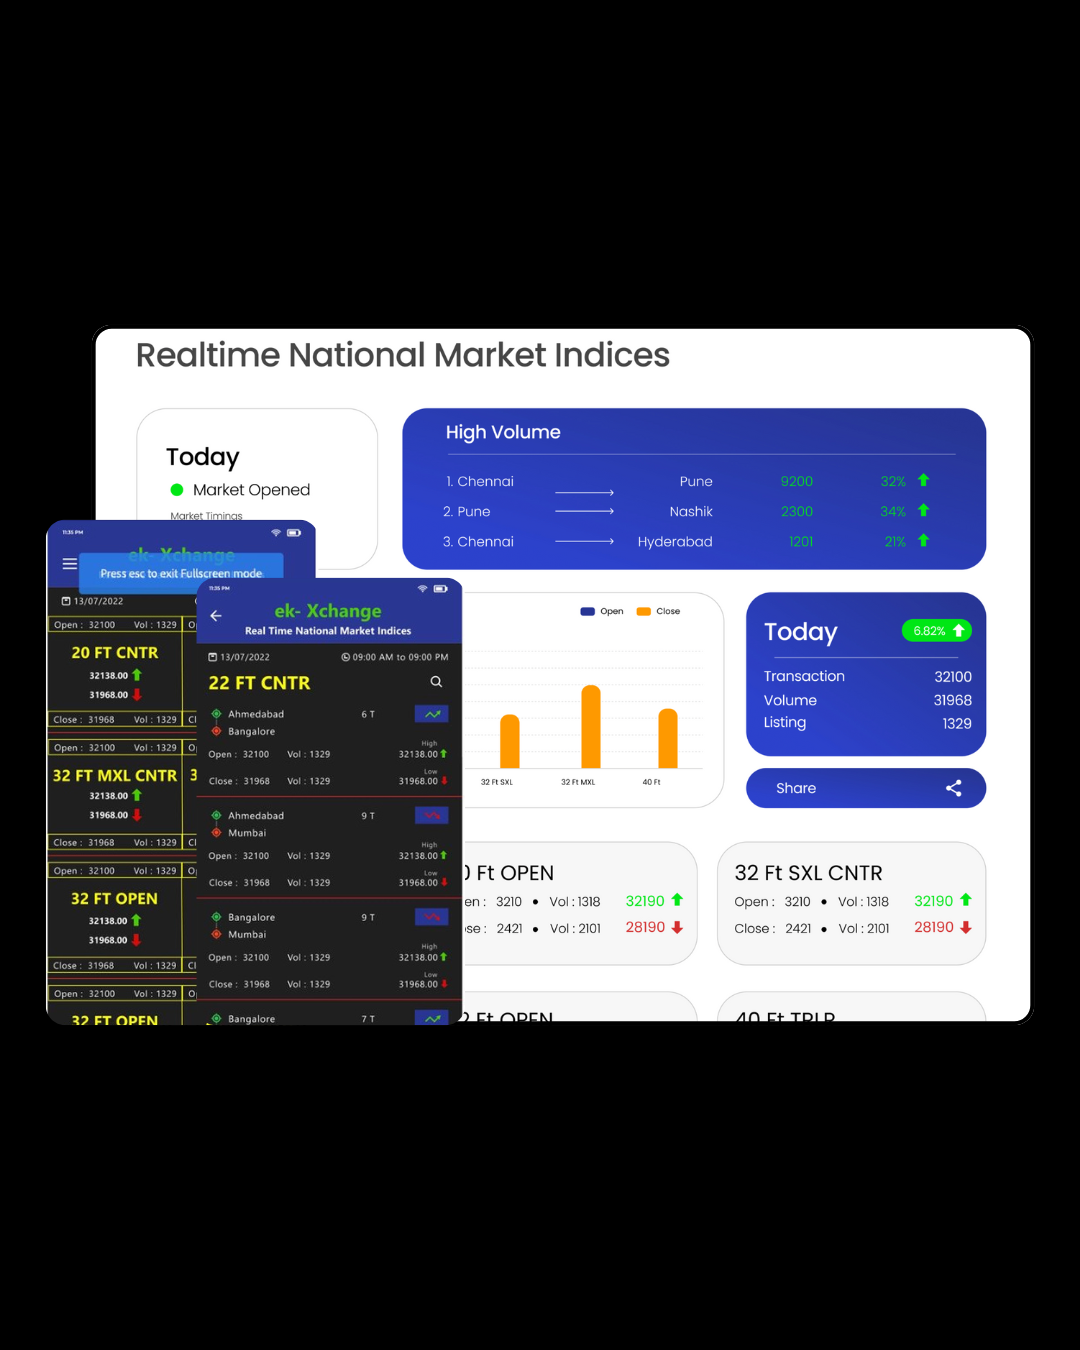 Realtime National Market Indices
Today
Market Opened
Market Timings
High Volume
1. Chennai Pune 9200 32%
2. Pune Nashik 2300 34%
3. Chennai Hyderabad 1201 21%
11:35 PM
ek- Xchange
Press esc to exit Fullscreen mode
13/07/2022
Open : 32100 Vol : 1329
20 FT CNTR
32138.00
31968.00
Close : 31968 Vol : 1329
Open : 32100 Vol : 1329
32 FT MXL CNTR
32138.00
31968.00
Close : 31968 Vol : 1329
Open : 32100 Vol : 1329
32 FT OPEN
32138.00
31968.00
Close : 31968 Vol : 1329
Open : 32100 Vol : 1329
32 FT OPEN
11:35 PM
ek- Xchange
Real Time National Market Indices
13/07/2022 09:00 AM to 09:00 PM
22 FT CNTR
Ahmedabad 6 T
Bangalore
High
Open : 32100 Vol : 1329 32138.00
Low
Close : 31968 Vol : 1329 31968.00
Ahmedabad 9 T
Mumbai
High
Open : 32100 Vol : 1329 32138.00
Low
Close : 31968 Vol : 1329 31968.00
Bangalore 9 T
Mumbai
High
Open : 32100 Vol : 1329 32138.00
Low
Close : 31968 Vol : 1329 31968.00
Bangalore 7 T
Open Close
32 Ft SXL 32 Ft MXL 40 Ft
Today 6.82%
Transaction 32100
Volume 31968
Listing 1329
Share
Ft OPEN
en : 3210 • Vol : 1318 32190
se : 2421 • Vol : 2101 28190
32 Ft SXL CNTR
Open : 3210 • Vol : 1318 32190
Close : 2421 • Vol : 2101 28190
2 Ft OPEN
40 Ft TRLR